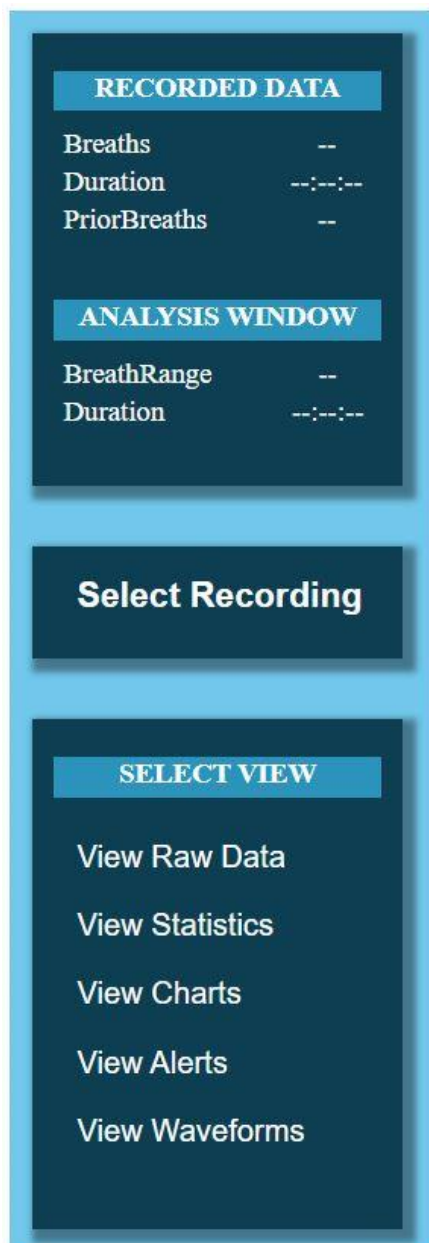 RECORDED DATA
Breaths --
Duration --:--:--
PriorBreaths --
ANALYSIS WINDOW
BreathRange --
Duration --:--:--
Select Recording
SELECT VIEW
View Raw Data
View Statistics
View Charts
View Alerts
View Waveforms